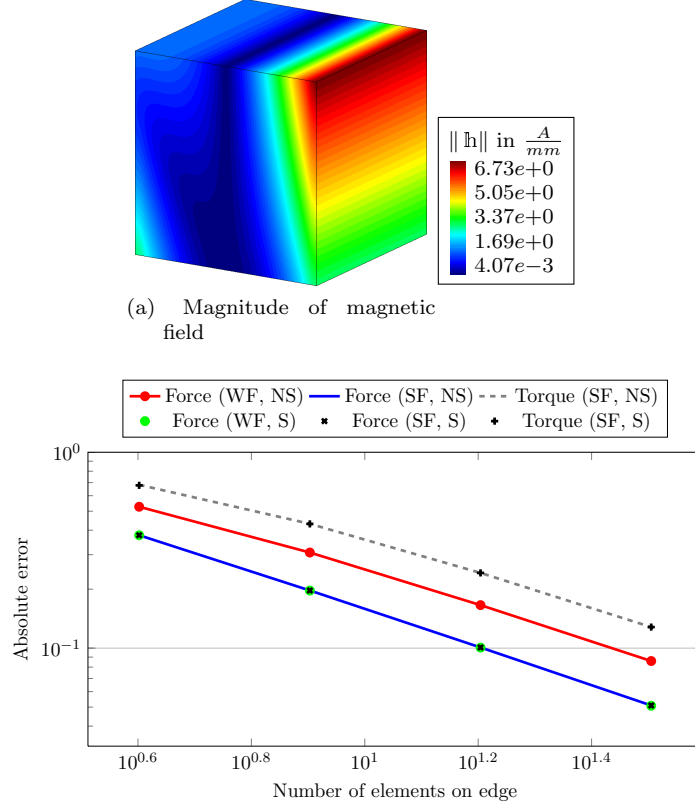 ∥𝕙∥ in A/mm
6.73e+0
5.05e+0
3.37e+0
1.69e+0
4.07e−3
(a) Magnitude of magnetic
field
Force (WF, NS) Force (SF, NS) Torque (SF, NS)
Force (WF, S) Force (SF, S) Torque (SF, S)
10^0
10^−1
Absolute error
10^0.6 10^0.8 10^1 10^1.2 10^1.4
Number of elements on edge